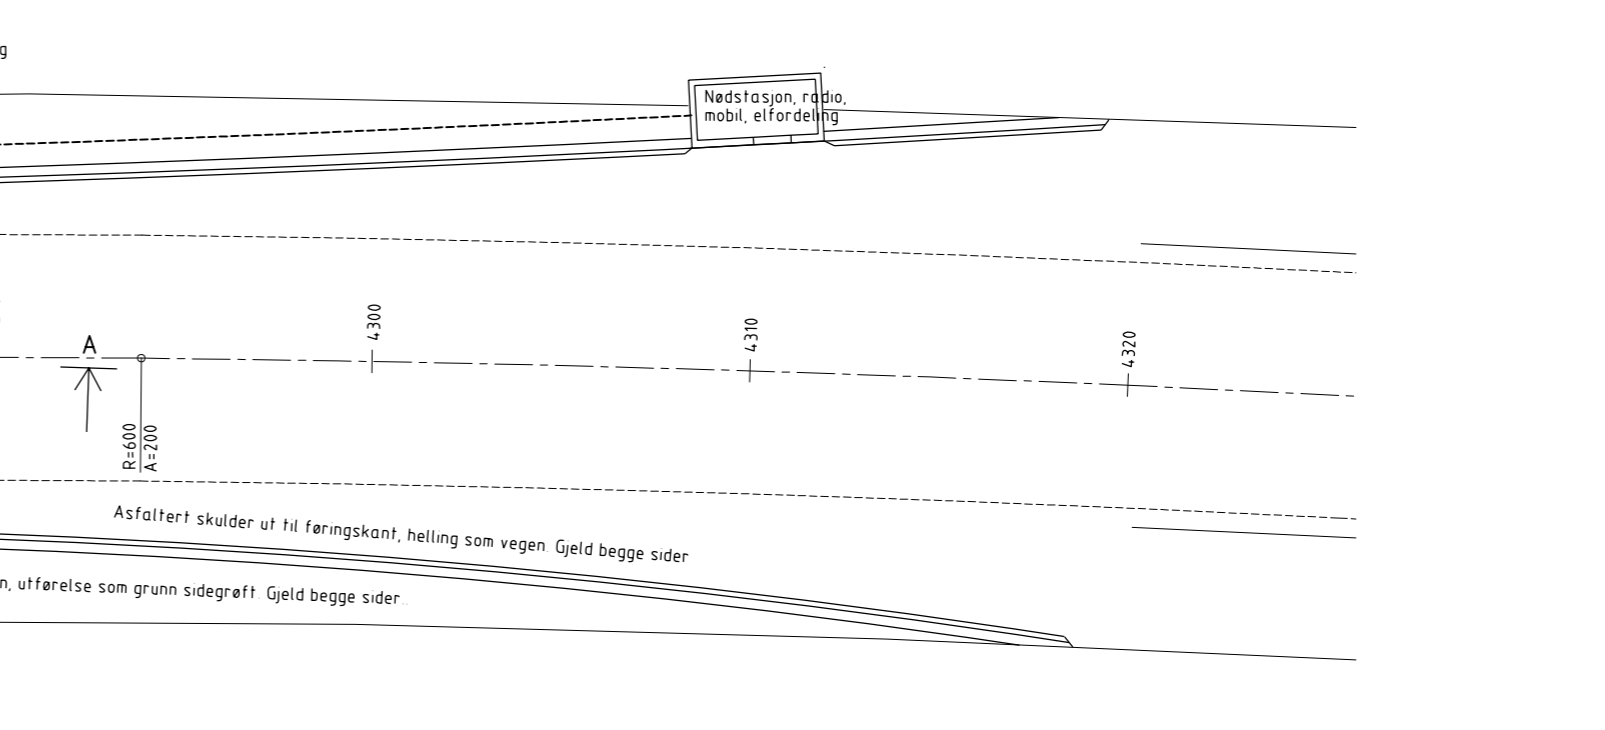 g
Nødstasjon, radio,
mobil, elfordeling
4300
4310
4320
A
R=600
A=200
Asfaltert skulder ut til føringskant, helling som vegen. Gjeld begge sider
n, utførelse som grunn sidegrøft. Gjeld begge sider..